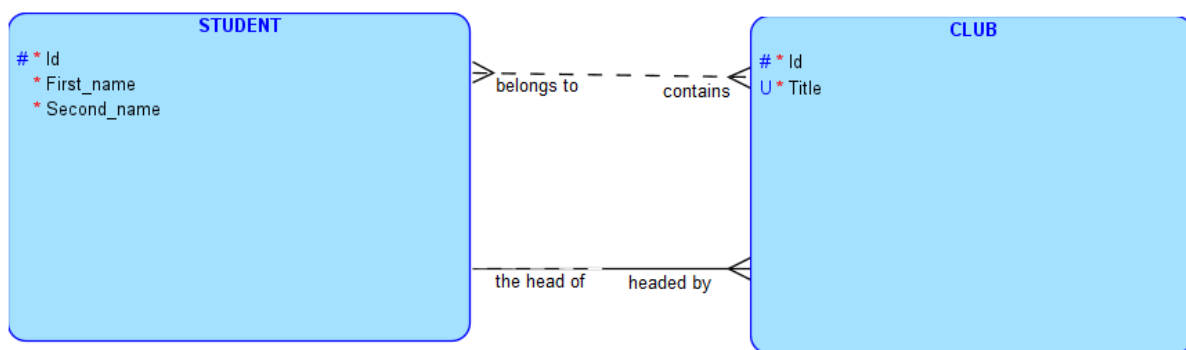 STUDENT
# * Id
* First_name
* Second_name
belongs to
contains
the head of
headed by
CLUB
# * Id
U * Title